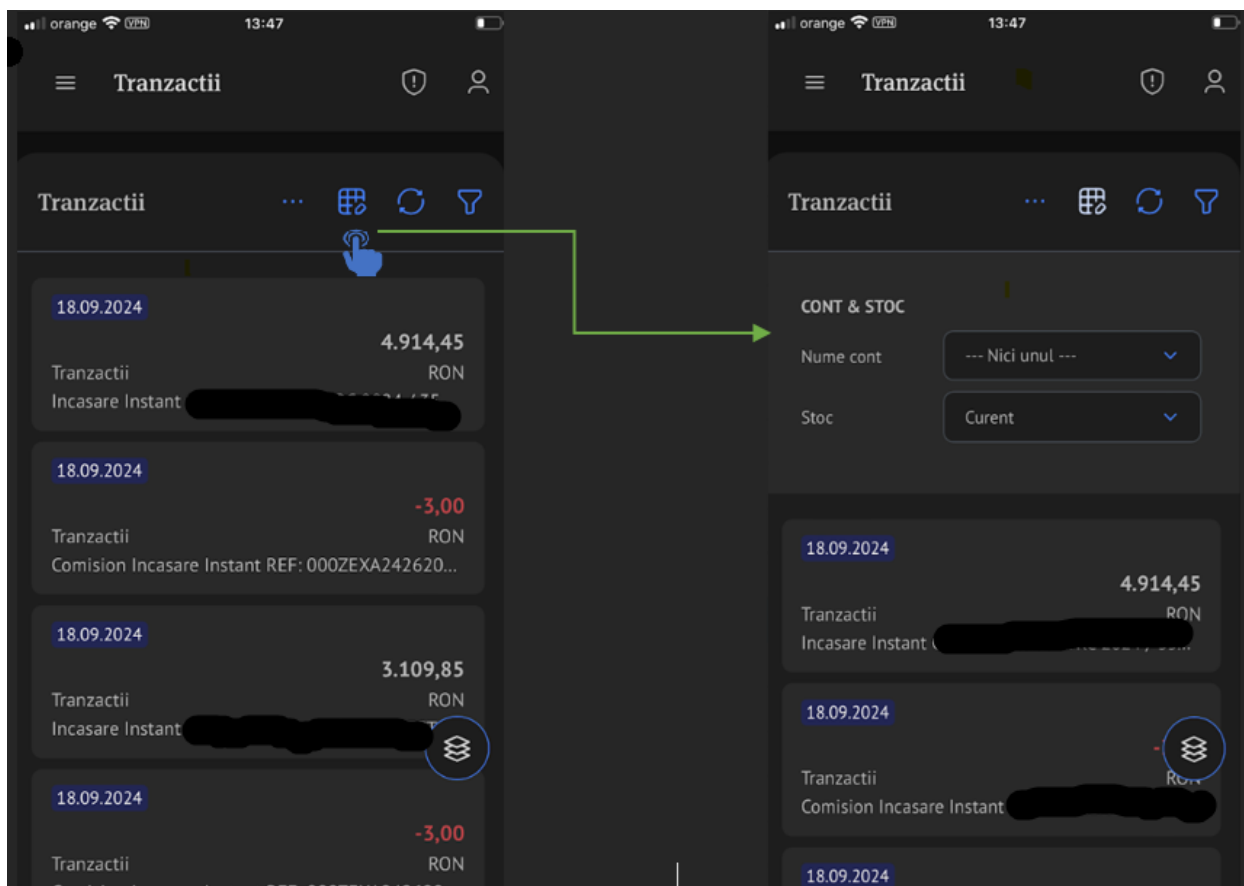 orange VPN 13:47
Tranzactii
Tranzactii
18.09.2024
4.914,45
Tranzactii RON
Incasare Instant
18.09.2024
-3,00
Tranzactii RON
Comision Incasare Instant REF: 000ZEXA242620...
18.09.2024
3.109,85
Tranzactii RON
Incasare Instant
18.09.2024
-3,00
Tranzactii RON
orange VPN 13:47
Tranzactii
Tranzactii
CONT & STOC
Nume cont --- Nici unul ---
Stoc Curent
18.09.2024
4.914,45
Tranzactii RON
Incasare Instant
18.09.2024
Tranzactii RON
Comision Incasare Instant
18.09.2024